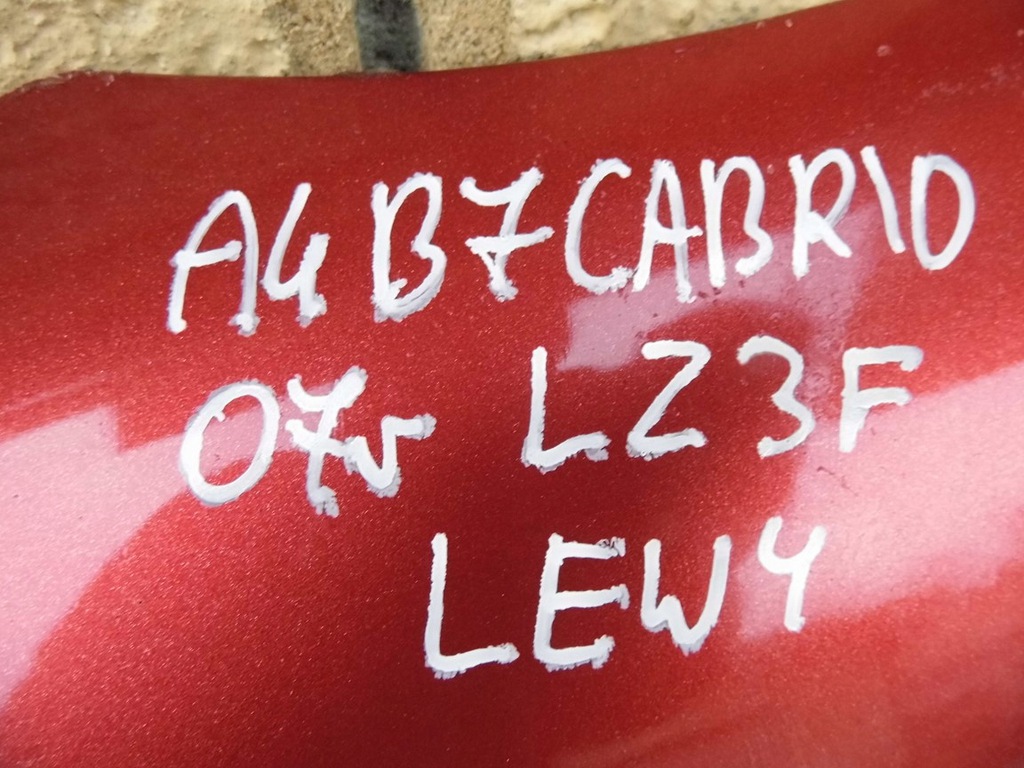 A4 B7 CABRIO
07r LZ3F
LEWY